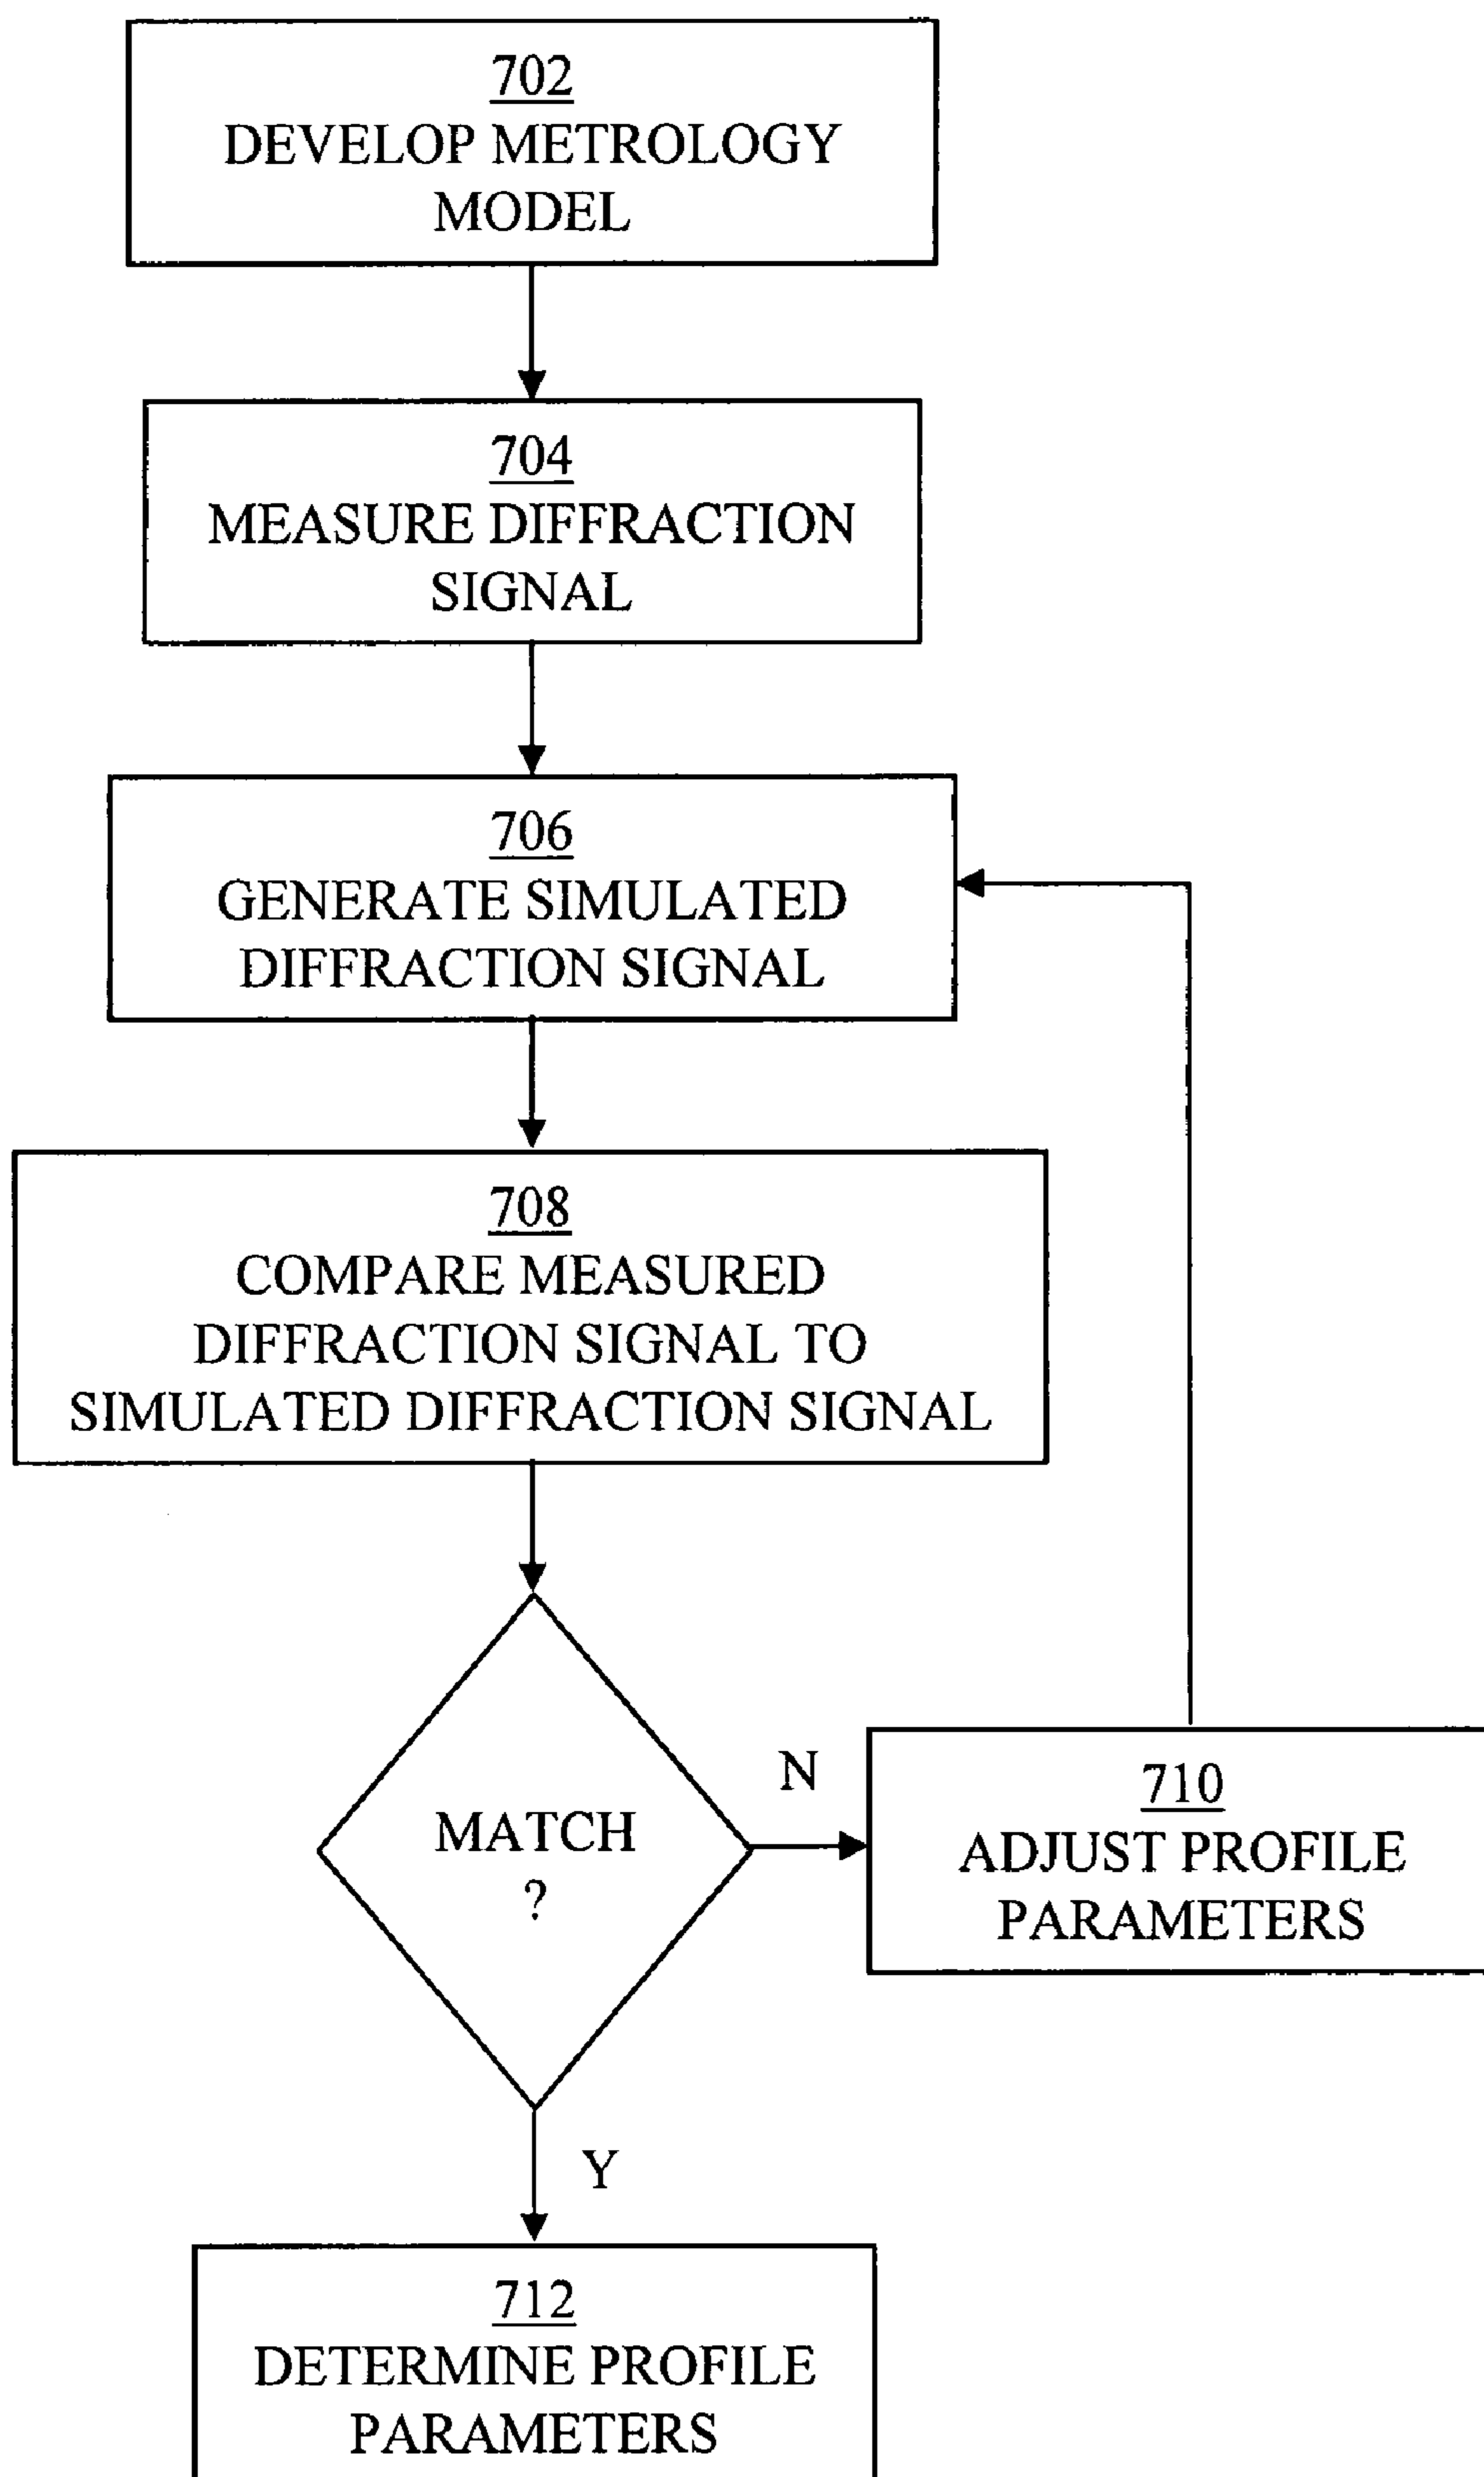 702
DEVELOP METROLOGY
MODEL
704
MEASURE DIFFRACTION
SIGNAL
706
GENERATE SIMULATED
DIFFRACTION SIGNAL
708
COMPARE MEASURED
DIFFRACTION SIGNAL TO
SIMULATED DIFFRACTION SIGNAL
MATCH
?
N
710
ADJUST PROFILE
PARAMETERS
Y
712
DETERMINE PROFILE
PARAMETERS